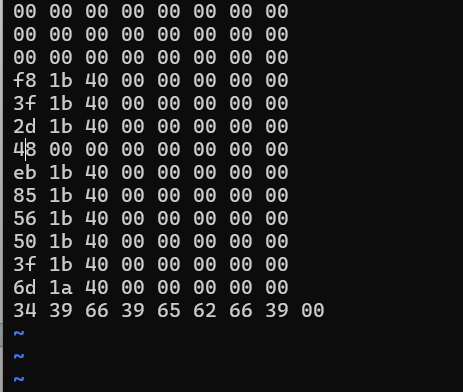 00 00 00 00 00 00 00 00
00 00 00 00 00 00 00 00
00 00 00 00 00 00 00 00
f8 1b 40 00 00 00 00 00
3f 1b 40 00 00 00 00 00
2d 1b 40 00 00 00 00 00
48 00 00 00 00 00 00 00
eb 1b 40 00 00 00 00 00
85 1b 40 00 00 00 00 00
56 1b 40 00 00 00 00 00
50 1b 40 00 00 00 00 00
3f 1b 40 00 00 00 00 00
6d 1a 40 00 00 00 00 00
34 39 66 39 65 62 66 39 00
~
~
~